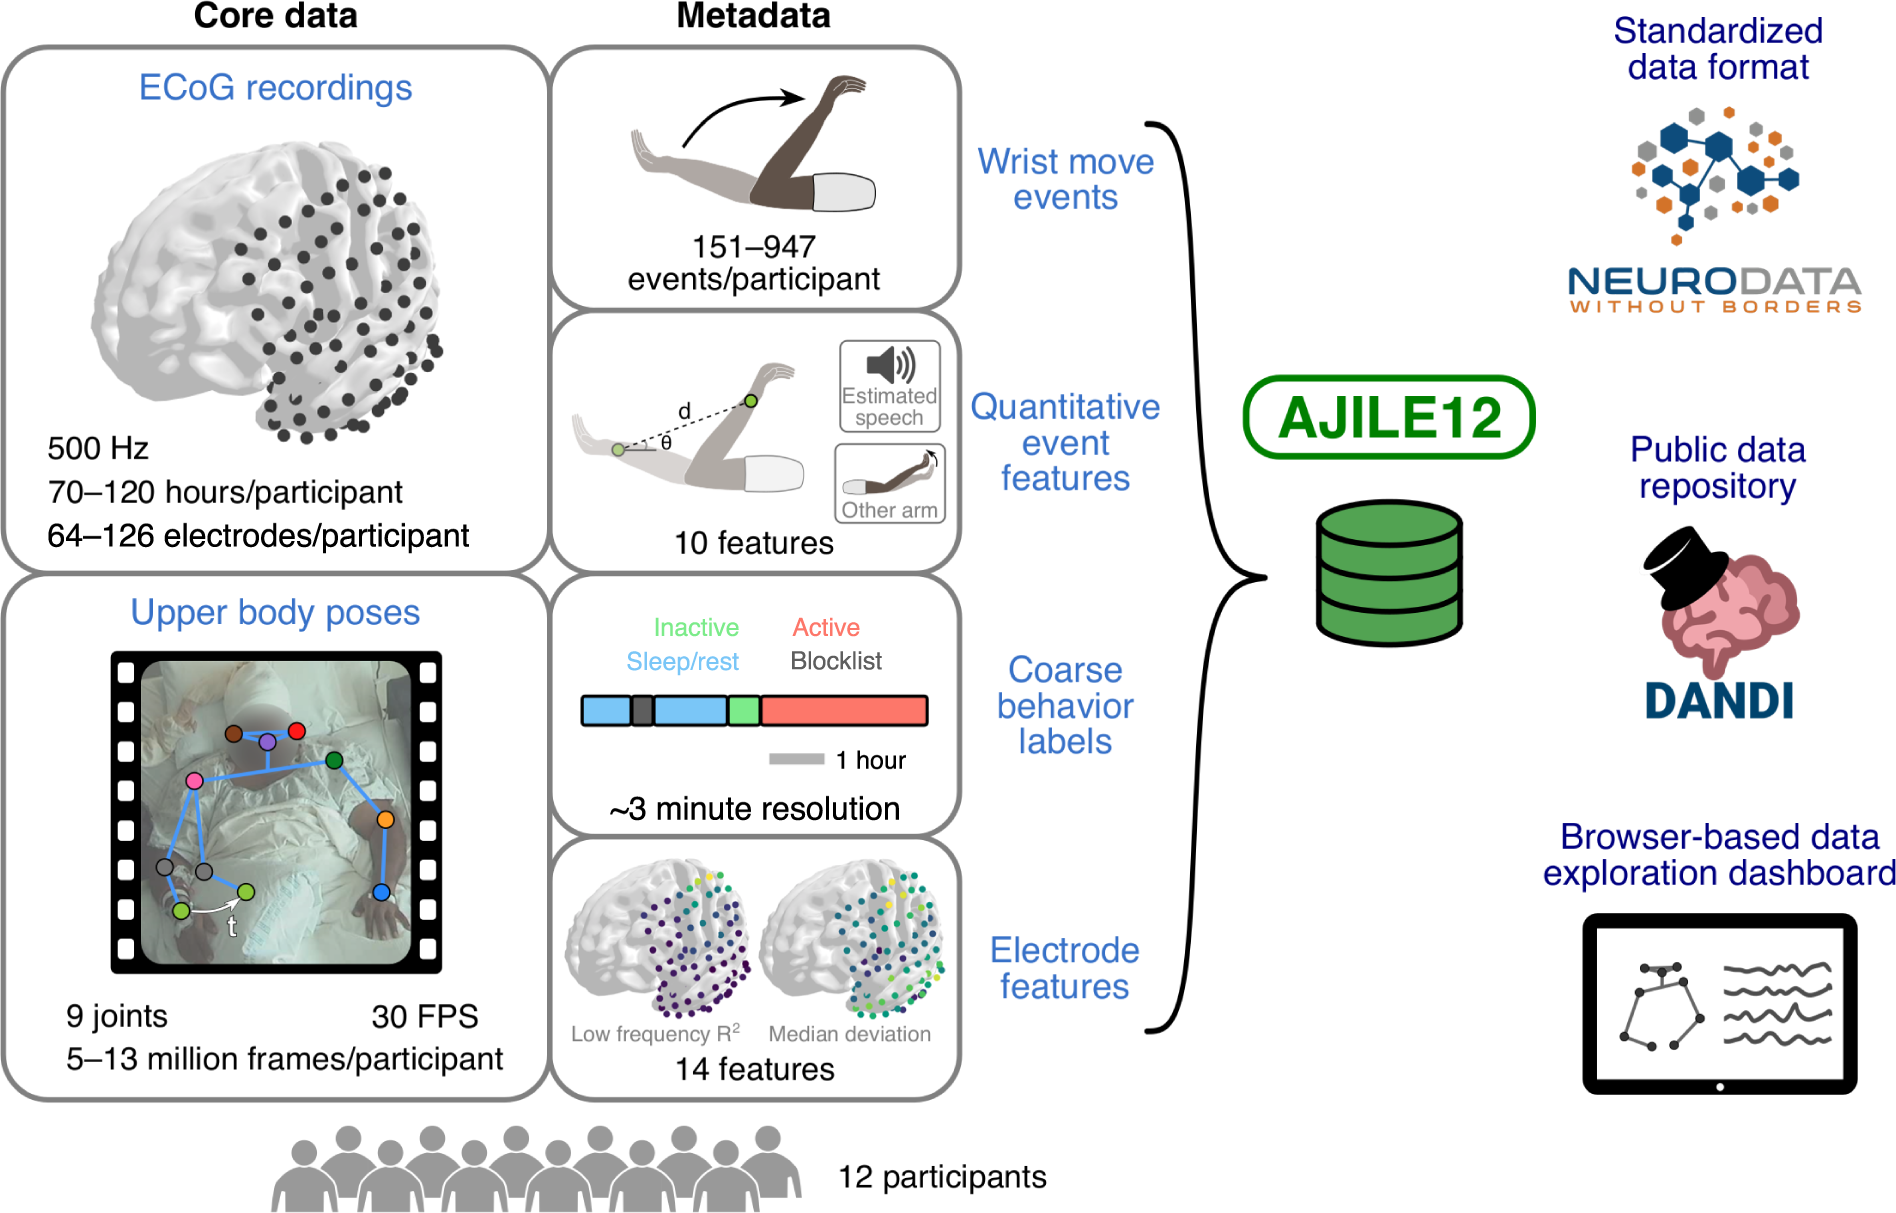 Core data
Metadata
ECoG recordings
500 Hz
70–120 hours/participant
64–126 electrodes/participant
Upper body poses
t
9 joints
30 FPS
5–13 million frames/participant
151–947
events/participant
Wrist move
events
d
θ
Estimated
speech
Other arm
10 features
Quantitative
event
features
Inactive
Active
Sleep/rest
Blocklist
1 hour
~3 minute resolution
Coarse
behavior
labels
Low frequency R²
Median deviation
14 features
Electrode
features
12 participants
AJILE12
Standardized
data format
NEURODATA
WITHOUT BORDERS
Public data
repository
DANDI
Browser-based data
exploration dashboard